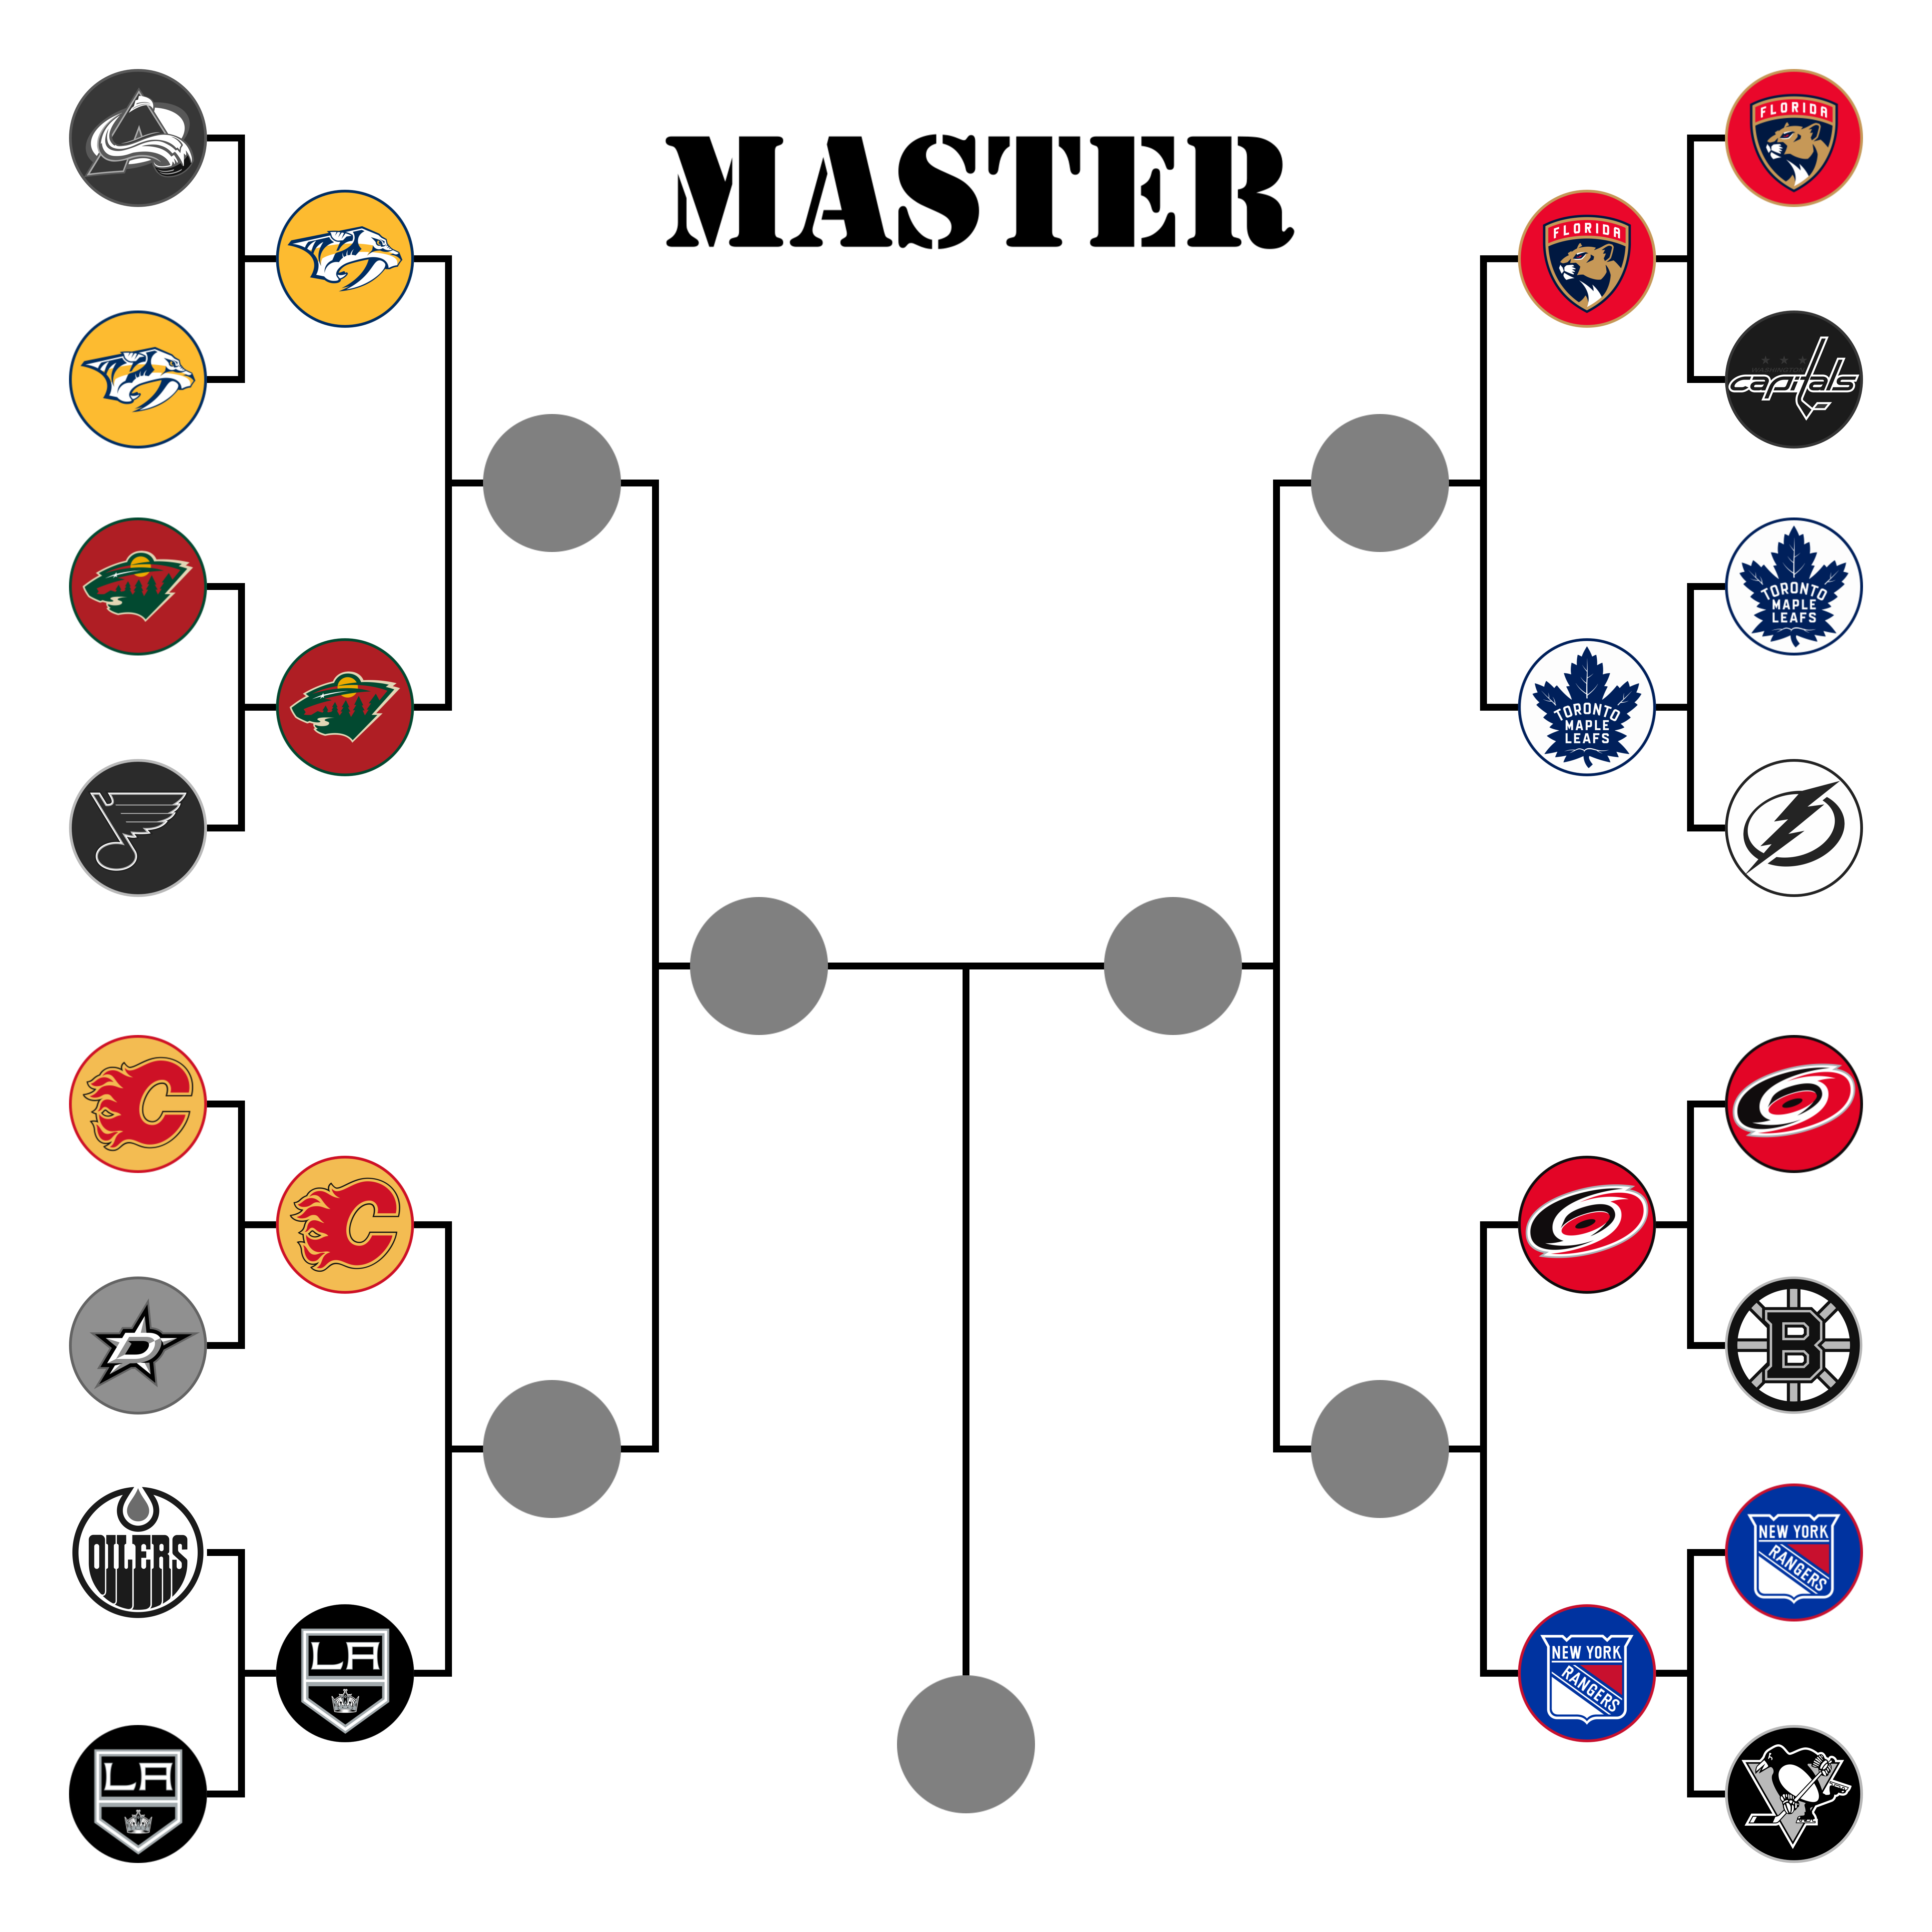 MASTER
FLORIDA
FLORIDA
WASHINGTON
capitals
TORONTO
MAPLE
LEAFS
TORONTO
MAPLE
LEAFS
C
C
D
B
OILERS
NEW YORK
RANGERS
LA
NEW YORK
RANGERS
LA